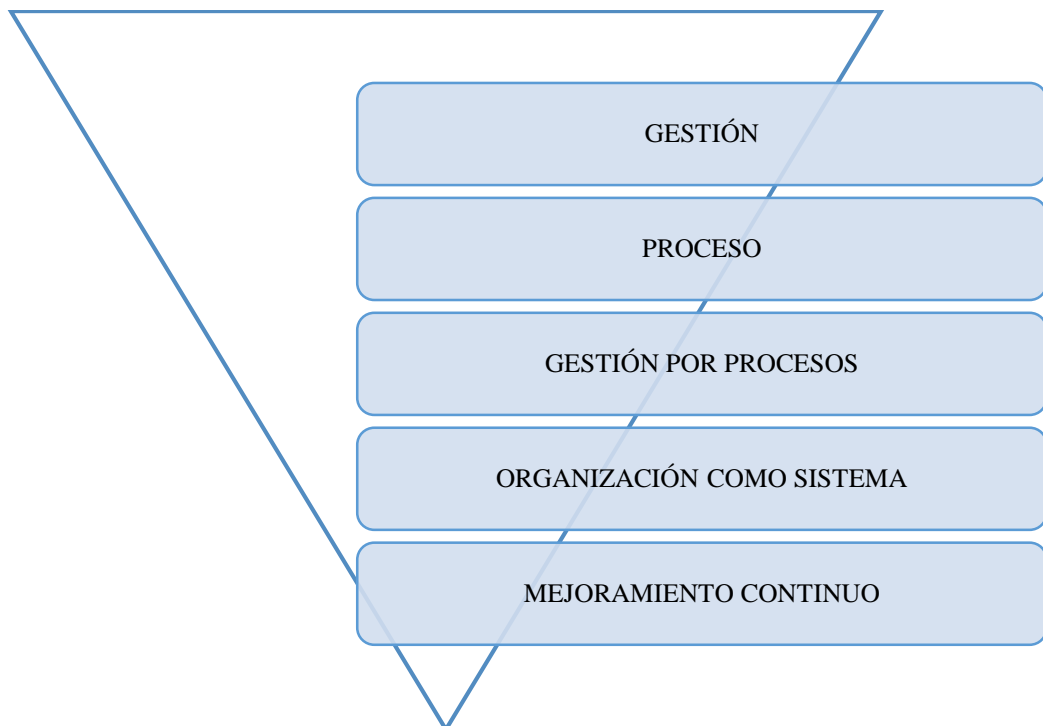 GESTIÓN
PROCESO
GESTIÓN POR PROCESOS
ORGANIZACIÓN COMO SISTEMA
MEJORAMIENTO CONTINUO